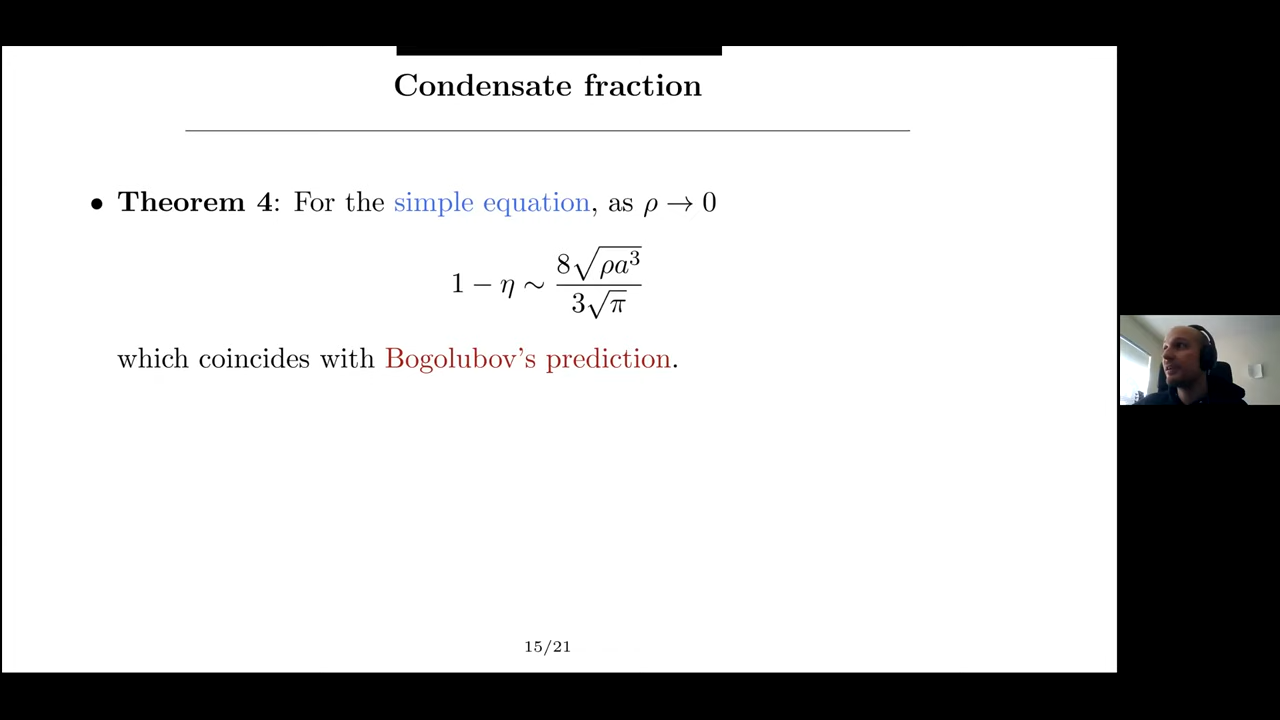 Condensate fraction
• Theorem 4: For the simple equation, as ρ → 0
1 − η ∼ 8√ρa³ / 3√π
which coincides with Bogolubov's prediction.
15/21